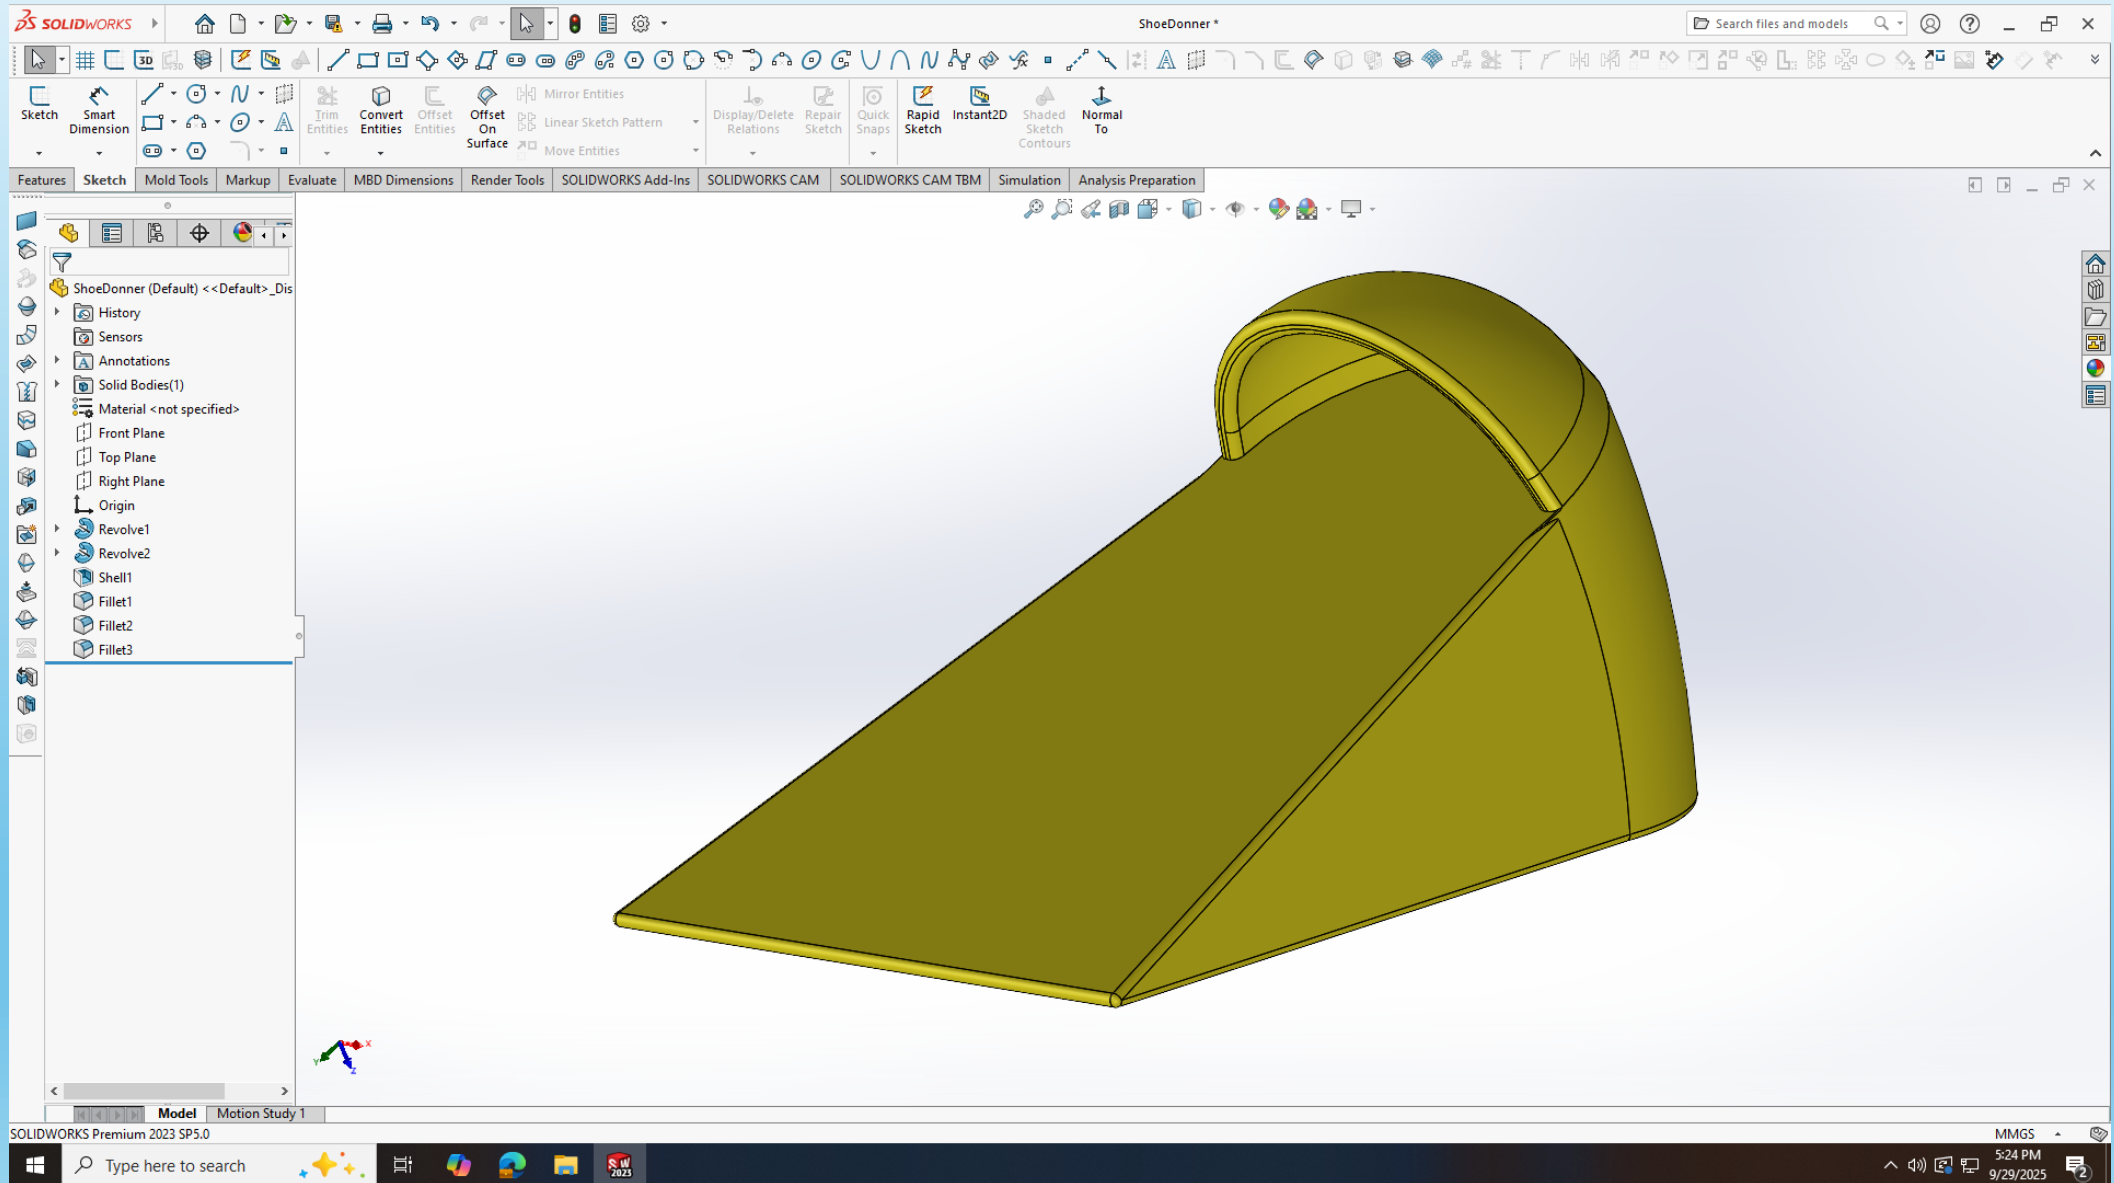 SOLIDWORKS
ShoeDonner *
Search files and models
3D
Sketch
Smart Dimension
Trim Entities
Convert Entities
Offset Entities
Offset On Surface
Mirror Entities
Linear Sketch Pattern
Move Entities
Display/Delete Relations
Repair Sketch
Quick Snaps
Rapid Sketch
Instant2D
Shaded Sketch Contours
Normal To
Features
Sketch
Mold Tools
Markup
Evaluate
MBD Dimensions
Render Tools
SOLIDWORKS Add-Ins
SOLIDWORKS CAM
SOLIDWORKS CAM TBM
Simulation
Analysis Preparation
ShoeDonner (Default) <<Default>_Dis
History
Sensors
Annotations
Solid Bodies(1)
Material <not specified>
Front Plane
Top Plane
Right Plane
Origin
Revolve1
Revolve2
Shell1
Fillet1
Fillet2
Fillet3
X
Y
Z
Model
Motion Study 1
SOLIDWORKS Premium 2023 SP5.0
MMGS
Type here to search
SW
2023
5:24 PM
9/29/2025
2